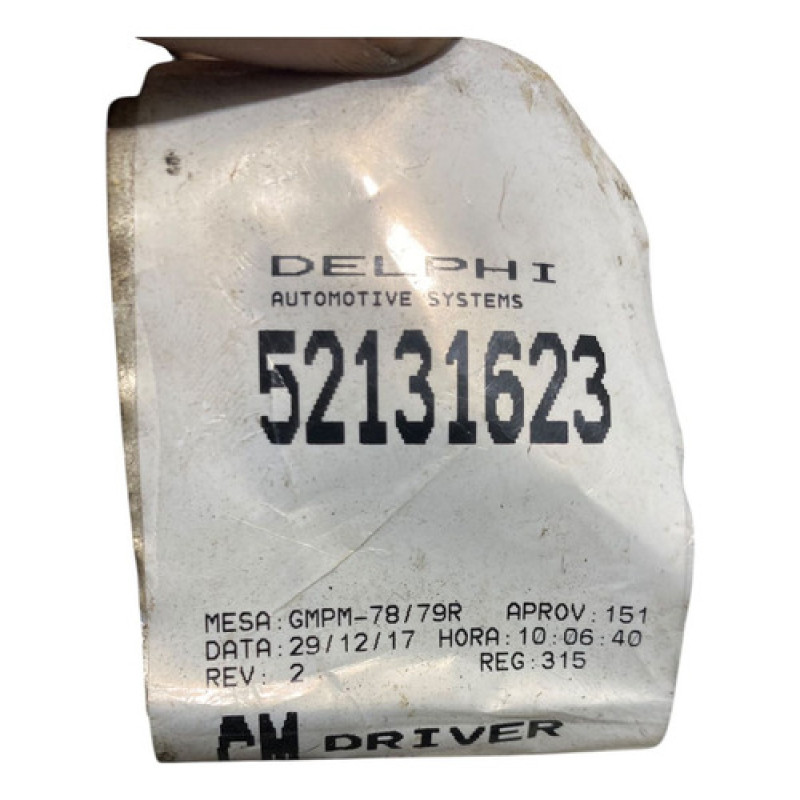 DELPHI
AUTOMOTIVE SYSTEMS
52131623
MESA:GMPM-78/79R APROV:151
DATA:29/12/17 HORA:10:06:40
REV: 2 REG:315
DRIVER